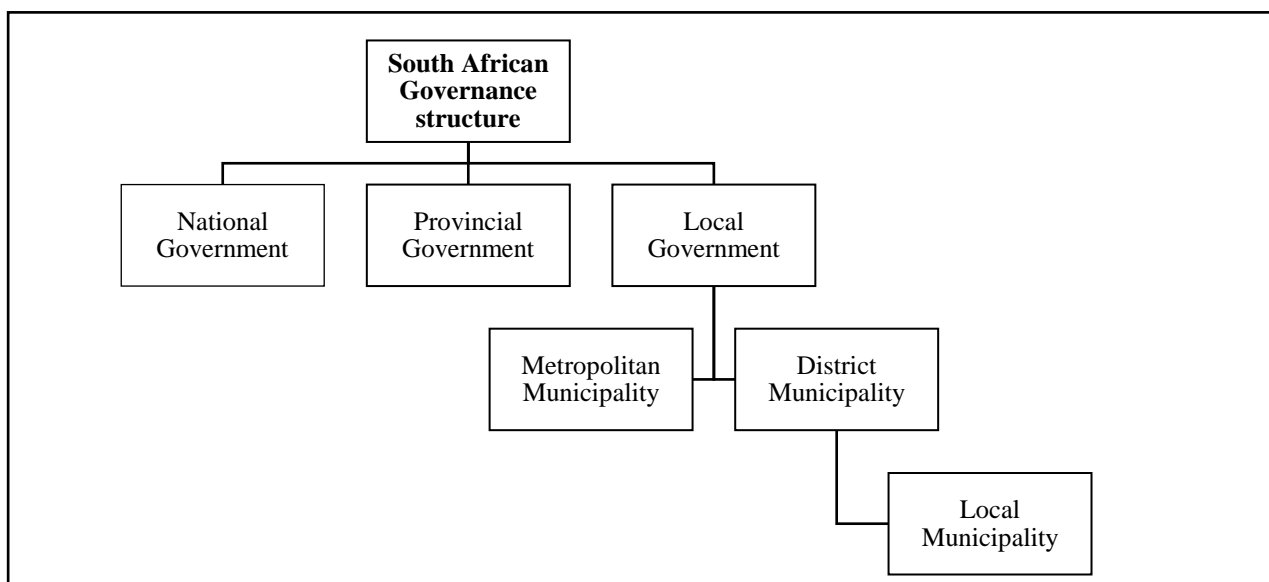 South African
Governance
structure
National
Government
Provincial
Government
Local
Government
Metropolitan
Municipality
District
Municipality
Local
Municipality